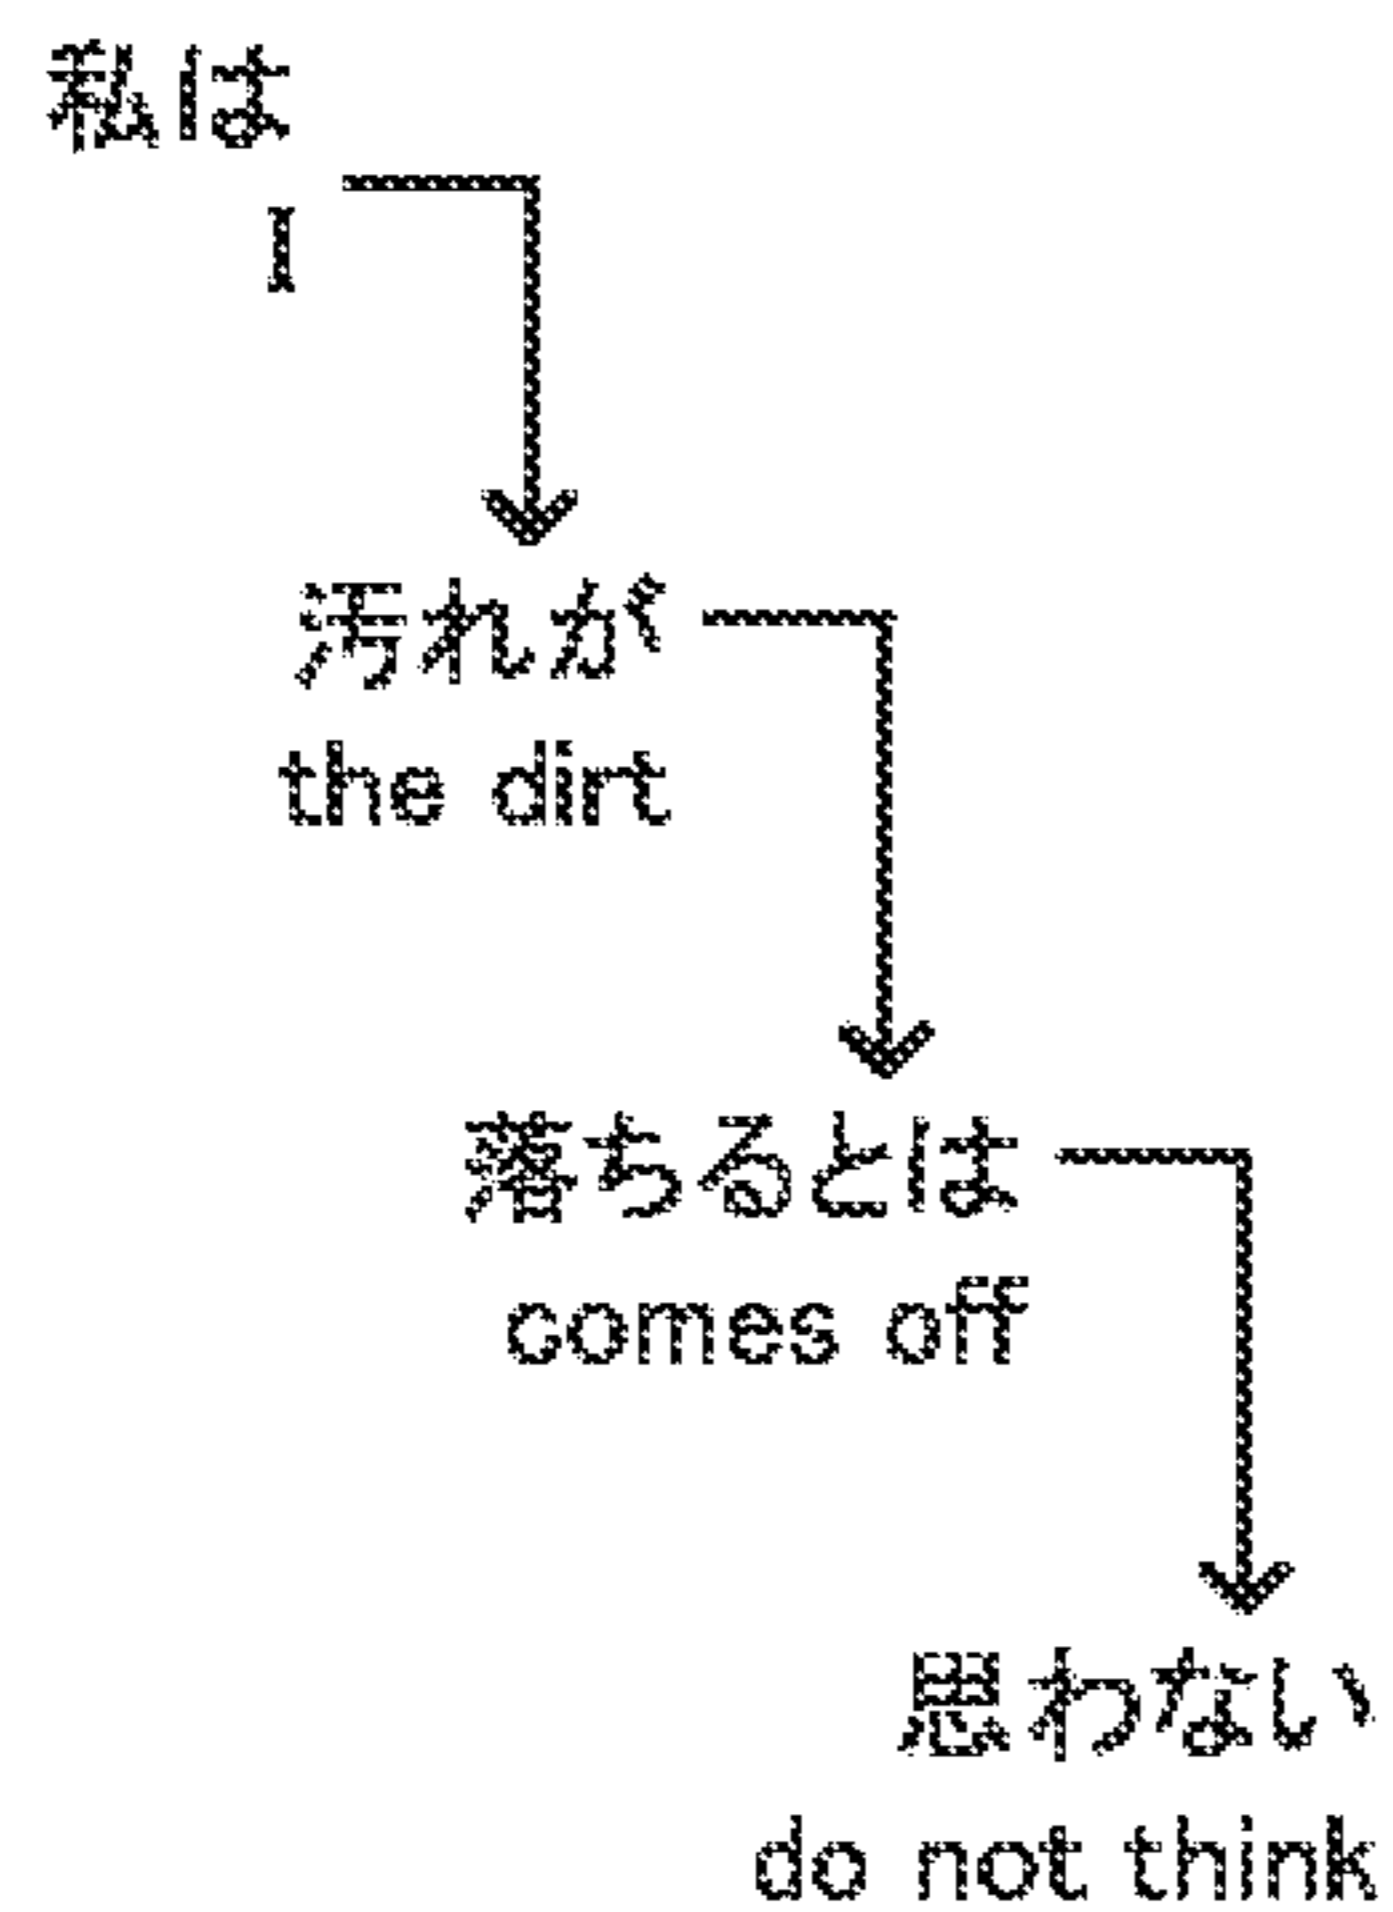 私は
I
汚れが
the dirt
落ちるとは
comes off
思わない
do not think